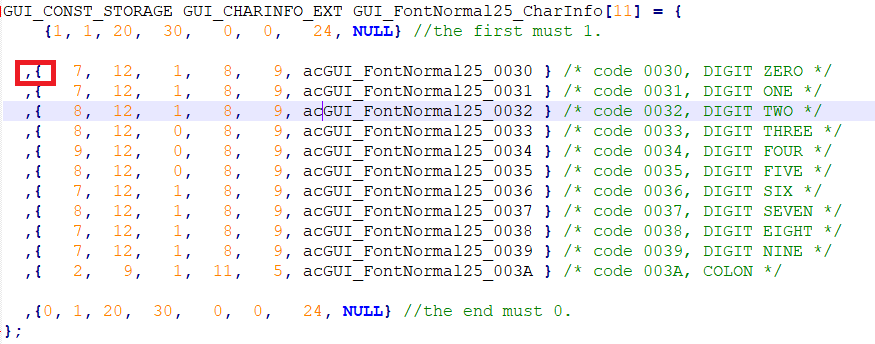 GUI_CONST_STORAGE GUI_CHARINFO_EXT GUI_FontNormal25_CharInfo[11] = {
{1, 1, 20, 30, 0, 0, 24, NULL} //the first must 1.
,{ 7, 12, 1, 8, 9, acGUI_FontNormal25_0030 } /* code 0030, DIGIT ZERO */
,{ 7, 12, 1, 8, 9, acGUI_FontNormal25_0031 } /* code 0031, DIGIT ONE */
,{ 8, 12, 1, 8, 9, acGUI_FontNormal25_0032 } /* code 0032, DIGIT TWO */
,{ 8, 12, 0, 8, 9, acGUI_FontNormal25_0033 } /* code 0033, DIGIT THREE */
,{ 9, 12, 0, 8, 9, acGUI_FontNormal25_0034 } /* code 0034, DIGIT FOUR */
,{ 8, 12, 0, 8, 9, acGUI_FontNormal25_0035 } /* code 0035, DIGIT FIVE */
,{ 7, 12, 1, 8, 9, acGUI_FontNormal25_0036 } /* code 0036, DIGIT SIX */
,{ 8, 12, 1, 8, 9, acGUI_FontNormal25_0037 } /* code 0037, DIGIT SEVEN */
,{ 7, 12, 1, 8, 9, acGUI_FontNormal25_0038 } /* code 0038, DIGIT EIGHT */
,{ 7, 12, 1, 8, 9, acGUI_FontNormal25_0039 } /* code 0039, DIGIT NINE */
,{ 2, 9, 1, 11, 5, acGUI_FontNormal25_003A } /* code 003A, COLON */
,{0, 1, 20, 30, 0, 0, 24, NULL} //the end must 0.
};